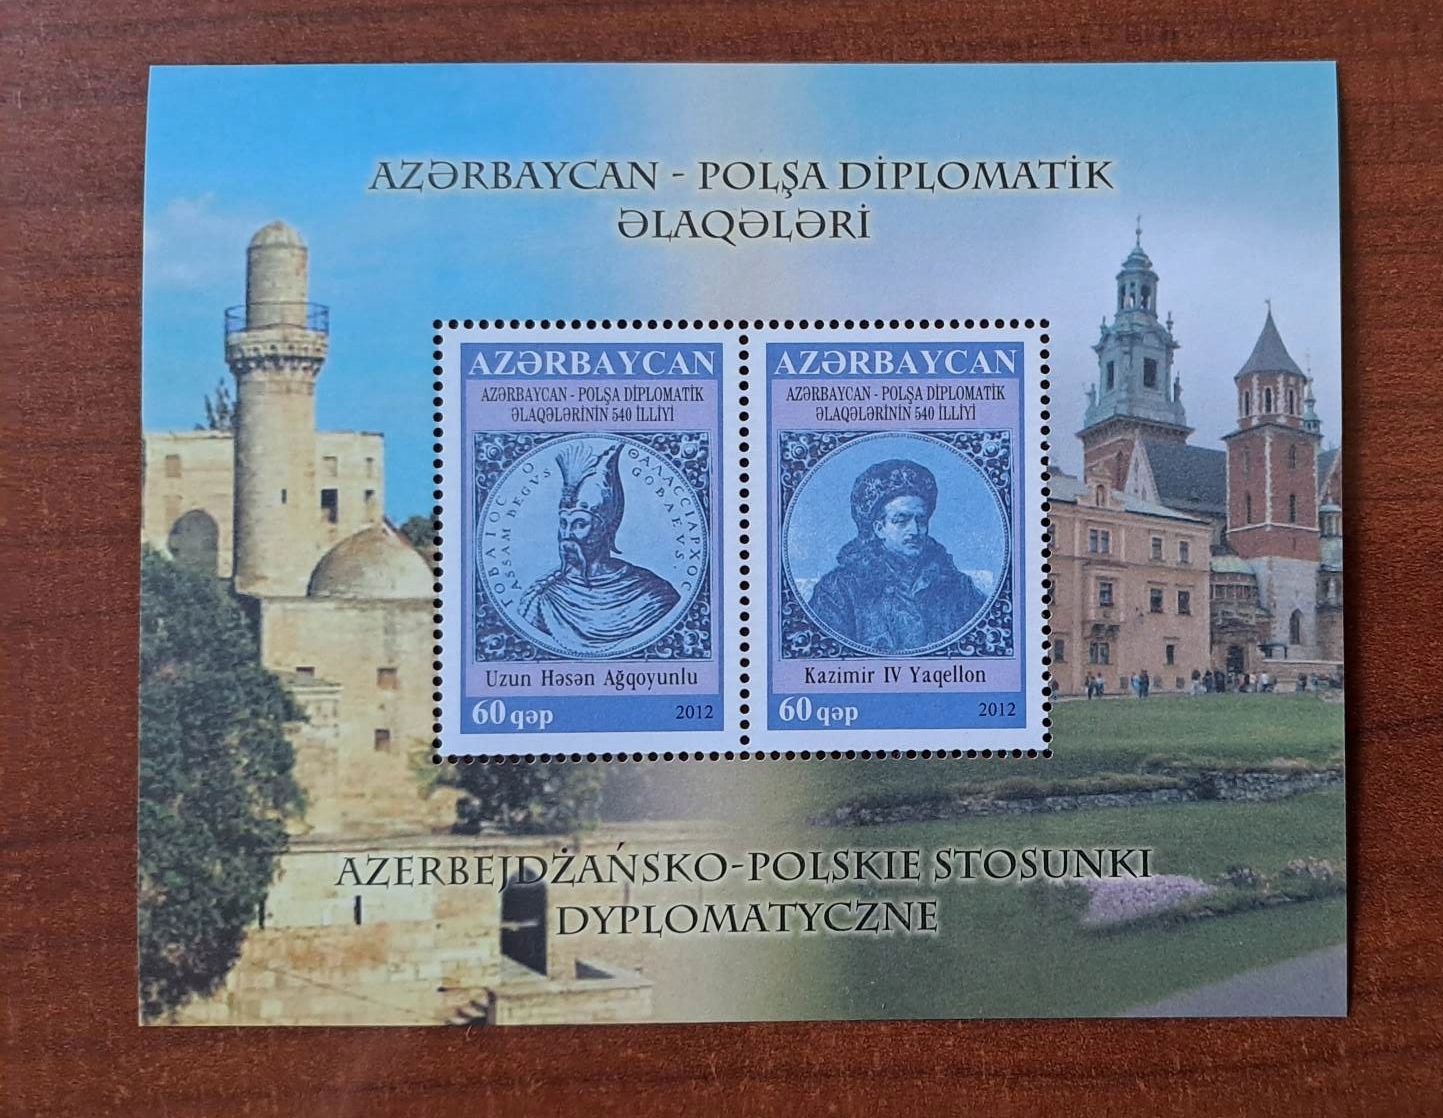 AZƏRBAYCAN - POLŞA DİPLOMATİK
ƏLAQƏLƏRİ
AZƏRBAYCAN
AZƏRBAYCAN - POLŞA DİPLOMATİK
ƏLAQƏLƏRİNİN 540 İLLİYİ
Uzun Həsən Ağqoyunlu
60 qəp
2012
AZƏRBAYCAN
AZƏRBAYCAN - POLŞA DİPLOMATİK
ƏLAQƏLƏRİNİN 540 İLLİYİ
Kazimir IV Yaqellon
60 qəp
2012
AZERBEJDŻAŃSKO-POLSKIE STOSUNKI
DYPLOMATYCZNE